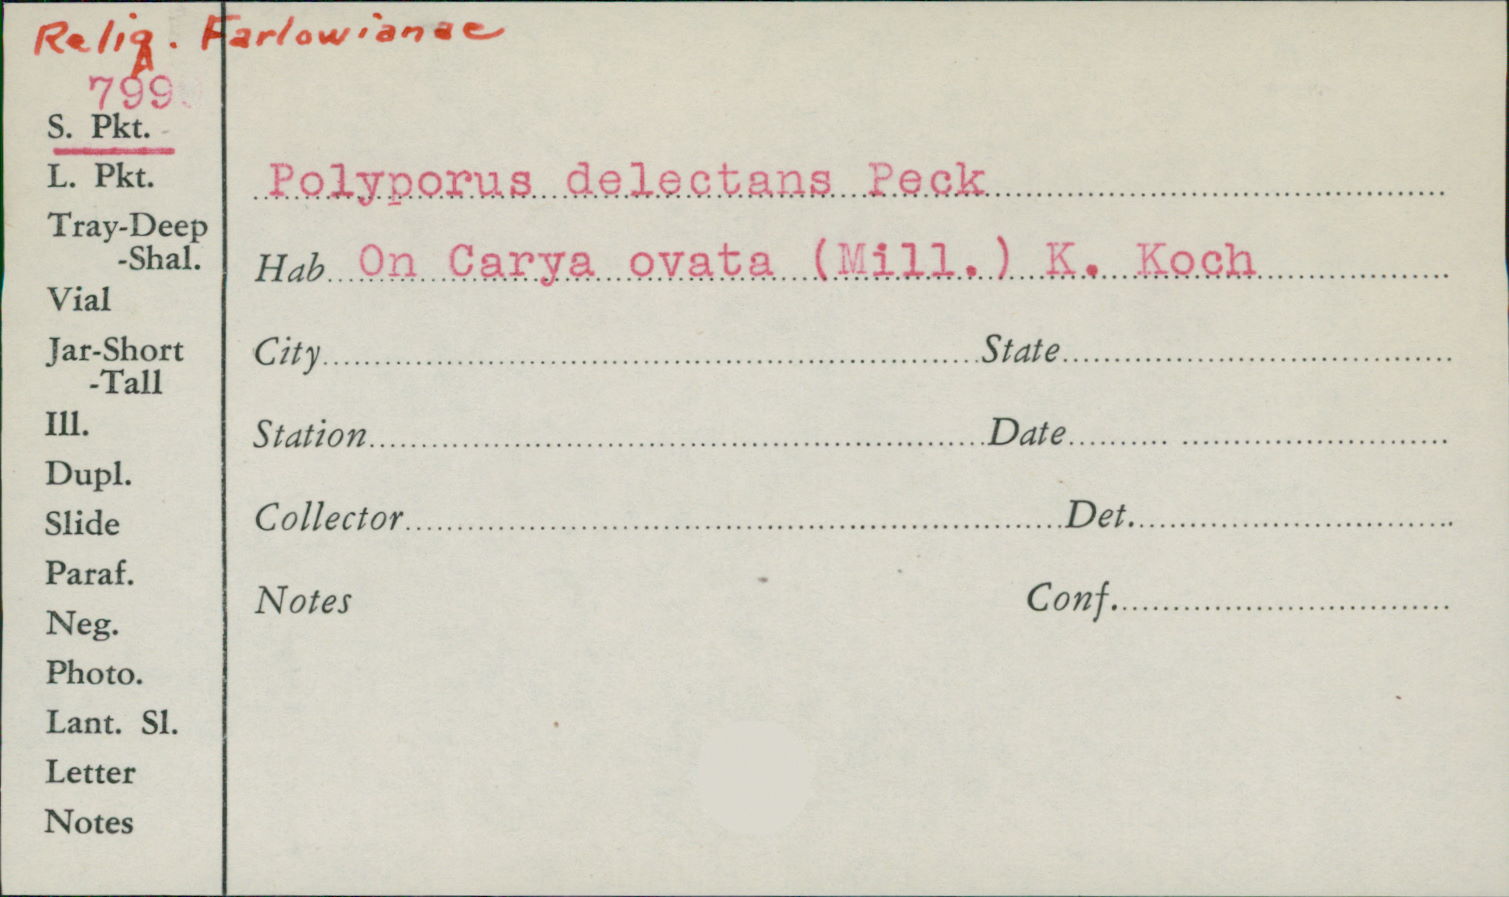 Reliq. Farlowianae
799
S. Pkt.
L. Pkt.
Tray-Deep
-Shal.
Vial
Jar-Short
-Tall
Ill.
Dupl.
Slide
Paraf.
Neg.
Photo.
Lant. Sl.
Letter
Notes
Polyporus delectans Peck
Hab On Carya ovata (Mill.) K. Koch
City State
Station Date
Collector Det.
Notes Conf.